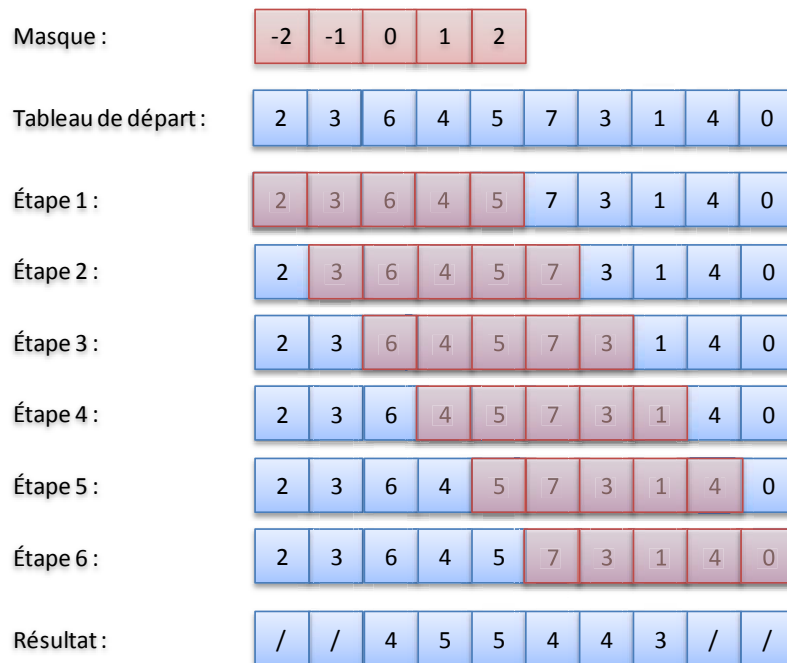 Masque : -2 -1 0 1 2
Tableau de départ : 2 3 6 4 5 7 3 1 4 0
Étape 1 : 2 3 6 4 5 7 3 1 4 0
Étape 2 : 2 3 6 4 5 7 3 1 4 0
Étape 3 : 2 3 6 4 5 7 3 1 4 0
Étape 4 : 2 3 6 4 5 7 3 1 4 0
Étape 5 : 2 3 6 4 5 7 3 1 4 0
Étape 6 : 2 3 6 4 5 7 3 1 4 0
Résultat : / / 4 5 5 4 4 3 / /